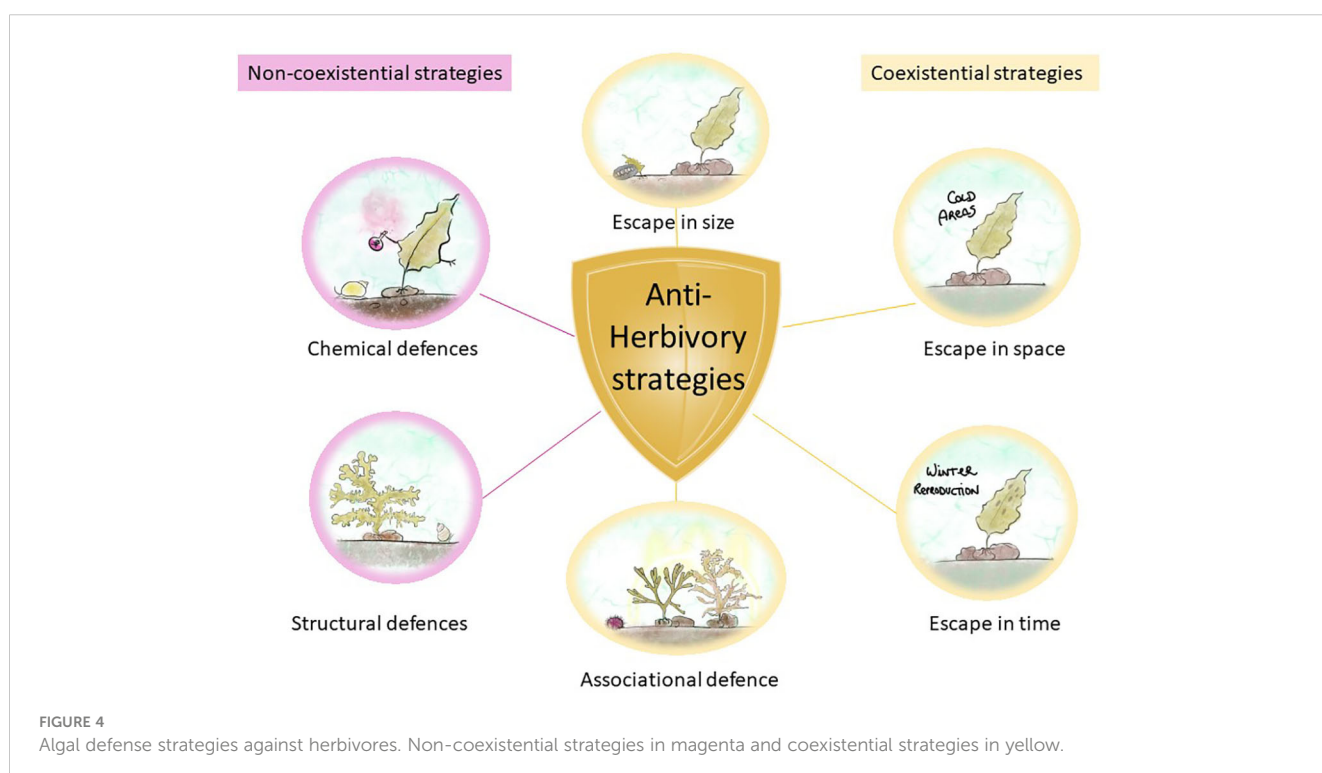 Non-coexistential strategies
Coexistential strategies
Escape in size
COLD
AREAS
Chemical defences
Anti-
Herbivory
strategies
Escape in space
WINTER
REPRODUCTION
Structural defences
Escape in time
Associational defence
FIGURE 4
Algal defense strategies against herbivores. Non-coexistential strategies in magenta and coexistential strategies in yellow.